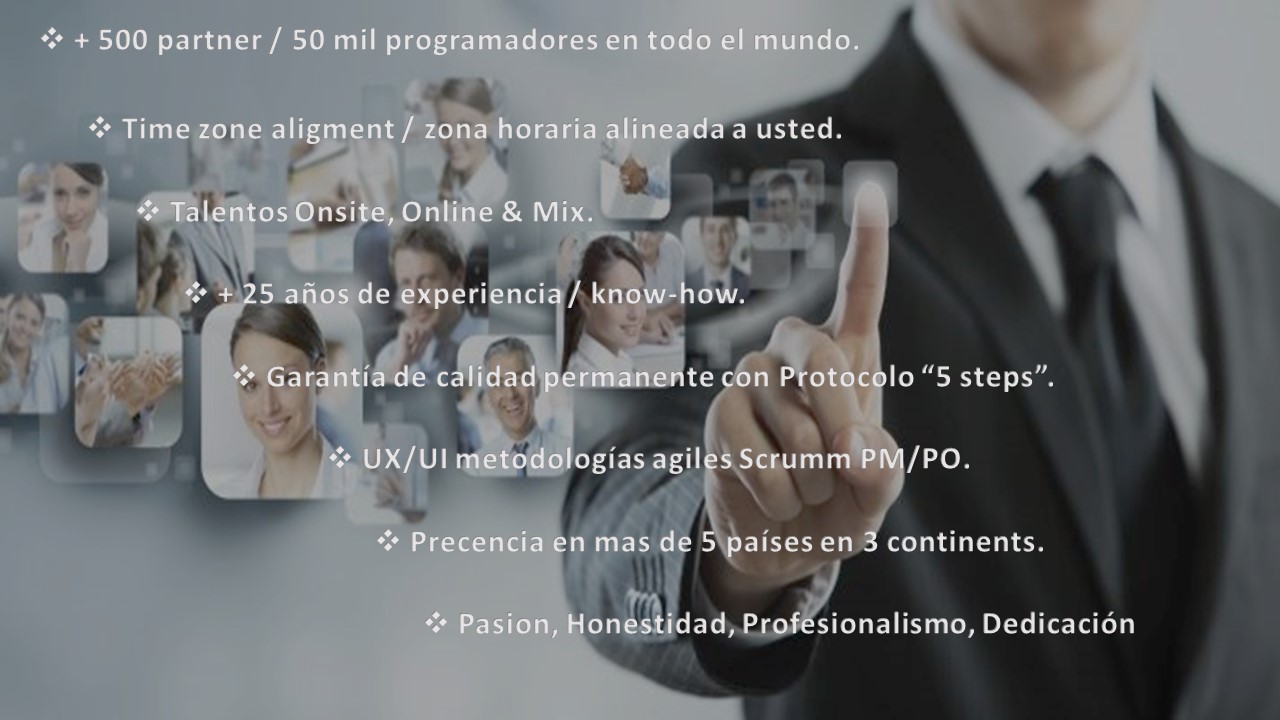 ❖ + 500 partner / 50 mil programadores en todo el mundo.
❖ Time zone aligment / zona horaria alineada a usted.
❖ Talentos Onsite, Online & Mix.
❖ + 25 años de experiencia / know-how.
❖ Garantía de calidad permanente con Protocolo “5 steps”.
❖ UX/UI metodologías agiles Scrumm PM/PO.
❖ Precencia en mas de 5 países en 3 continents.
❖ Pasion, Honestidad, Profesionalismo, Dedicación